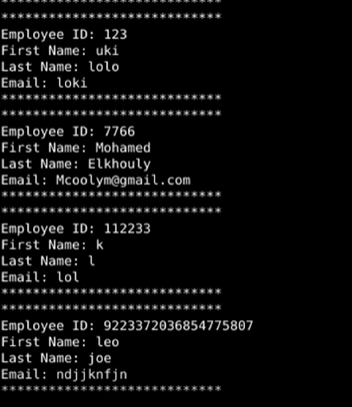 ****************************
****************************
Employee ID: 123
First Name: uki
Last Name: lolo
Email: loki
****************************
****************************
Employee ID: 7766
First Name: Mohamed
Last Name: Elkhouly
Email: Mcoolym@gmail.com
****************************
****************************
Employee ID: 112233
First Name: k
Last Name: l
Email: lol
****************************
****************************
Employee ID: 9223372036854775807
First Name: leo
Last Name: joe
Email: ndjjknfjn
****************************